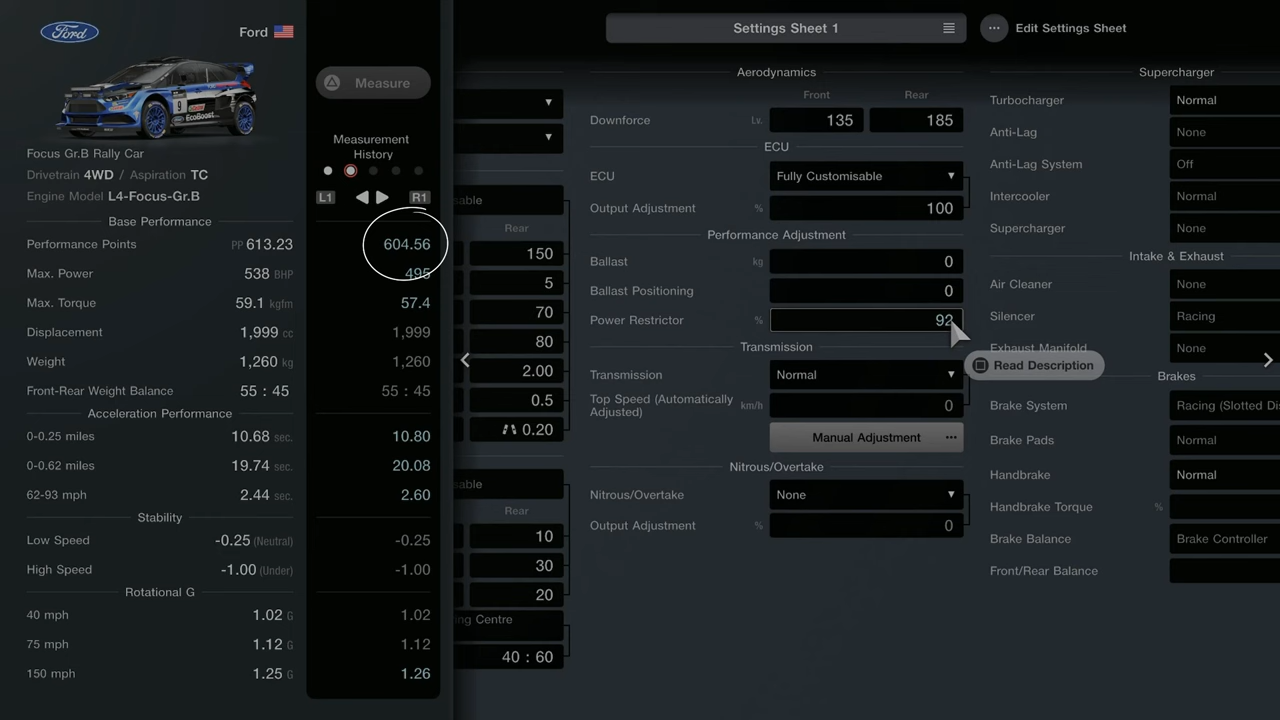 Ford
Ford
9
EcoBoost
Focus Gr.B Rally Car
Drivetrain 4WD / Aspiration TC
Engine Model L4-Focus-Gr.B
Base Performance
Performance Points PP 613.23
Max. Power 538 BHP
Max. Torque 59.1 kgfm
Displacement 1,999 cc
Weight 1,260 kg
Front-Rear Weight Balance 55 : 45
Acceleration Performance
0-0.25 miles 10.68 sec.
0-0.62 miles 19.74 sec.
62-93 mph 2.44 sec.
Stability
Low Speed -0.25 (Neutral)
High Speed -1.00 (Under)
Rotational G
40 mph 1.02 G
75 mph 1.12 G
150 mph 1.25 G
Measure
Measurement
History
L1 R1
604.56
495
57.4
1,999
1,260
55 : 45
10.80
20.08
2.60
-0.25
-1.00
1.02
1.12
1.26
Settings Sheet 1
Edit Settings Sheet
sable
Rear
150
5
70
80
2.00
0.5
0.20
sable
Rear
10
30
20
ng Centre
40 : 60
Aerodynamics
Front Rear
Downforce Lv. 135 185
ECU
ECU Fully Customisable
Output Adjustment % 100
Performance Adjustment
Ballast kg 0
Ballast Positioning 0
Power Restrictor % 92
Transmission
Transmission Normal
Top Speed (Automatically
Adjusted) km/h 0
Manual Adjustment
Nitrous/Overtake
Nitrous/Overtake None
Output Adjustment % 0
Supercharger
Turbocharger Normal
Anti-Lag None
Anti-Lag System Off
Intercooler Normal
Supercharger None
Intake & Exhaust
Air Cleaner None
Silencer Racing
Exhaust Manifold None
Read Description
Brakes
Brake System Racing (Slotted Di
Brake Pads Normal
Handbrake Normal
Handbrake Torque %
Brake Balance Brake Controller
Front/Rear Balance